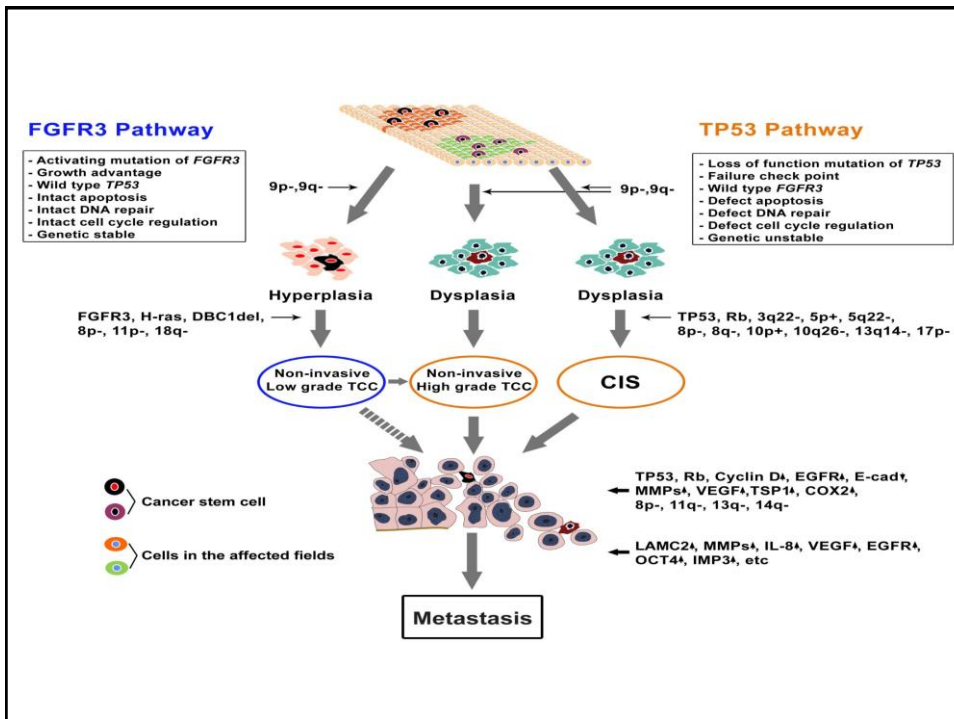 FGFR3 Pathway
- Activating mutation of FGFR3
- Growth advantage
- Wild type TP53
- Intact apoptosis
- Intact DNA repair
- Intact cell cycle regulation
- Genetic stable
TP53 Pathway
- Loss of function mutation of TP53
- Failure check point
- Wild type FGFR3
- Defect apoptosis
- Defect DNA repair
- Defect cell cycle regulation
- Genetic unstable
9p-,9q-
9p-,9q-
Hyperplasia
Dysplasia
Dysplasia
FGFR3, H-ras, DBC1del,
8p-, 11p-, 18q-
TP53, Rb, 3q22-, 5p+, 5q22-,
8p-, 8q-, 10p+, 10q26-, 13q14-, 17p-
Non-invasive
Low grade TCC
Non-invasive
High grade TCC
CIS
Cancer stem cell
Cells in the affected fields
TP53, Rb, Cyclin D♠, EGFR♠, E-cad▾,
MMPs♠, VEGF♠,TSP1♠, COX2♠,
8p-, 11q-, 13q-, 14q-
LAMC2♠, MMPs♠, IL-8♠, VEGF♠, EGFR♠,
OCT4♠, IMP3♠, etc
Metastasis